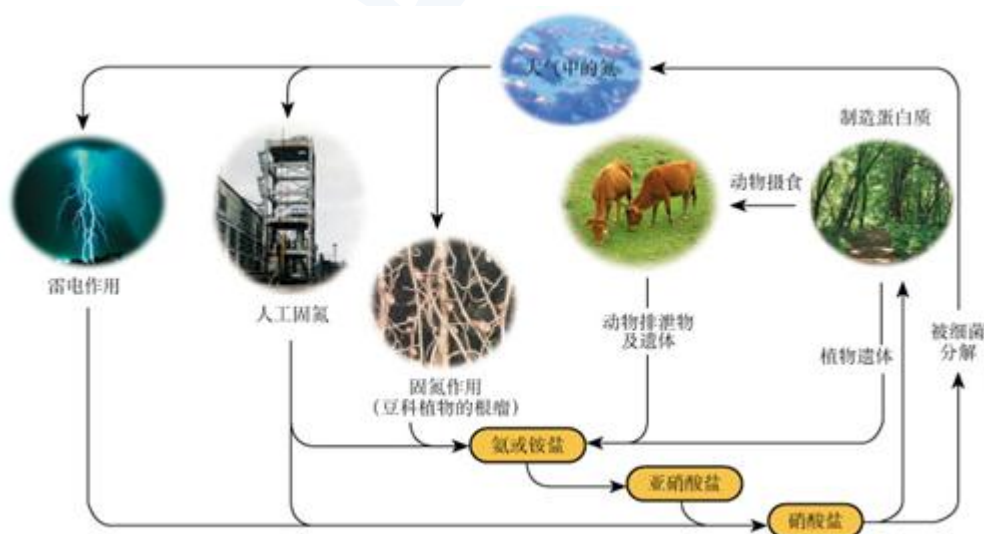 大气中的氮
制造蛋白质
动物摄食
雷电作用
人工固氮
动物排泄物
及遗体
植物遗体
被细菌
分解
固氮作用
(豆科植物的根瘤)
氨或铵盐
亚硝酸盐
硝酸盐